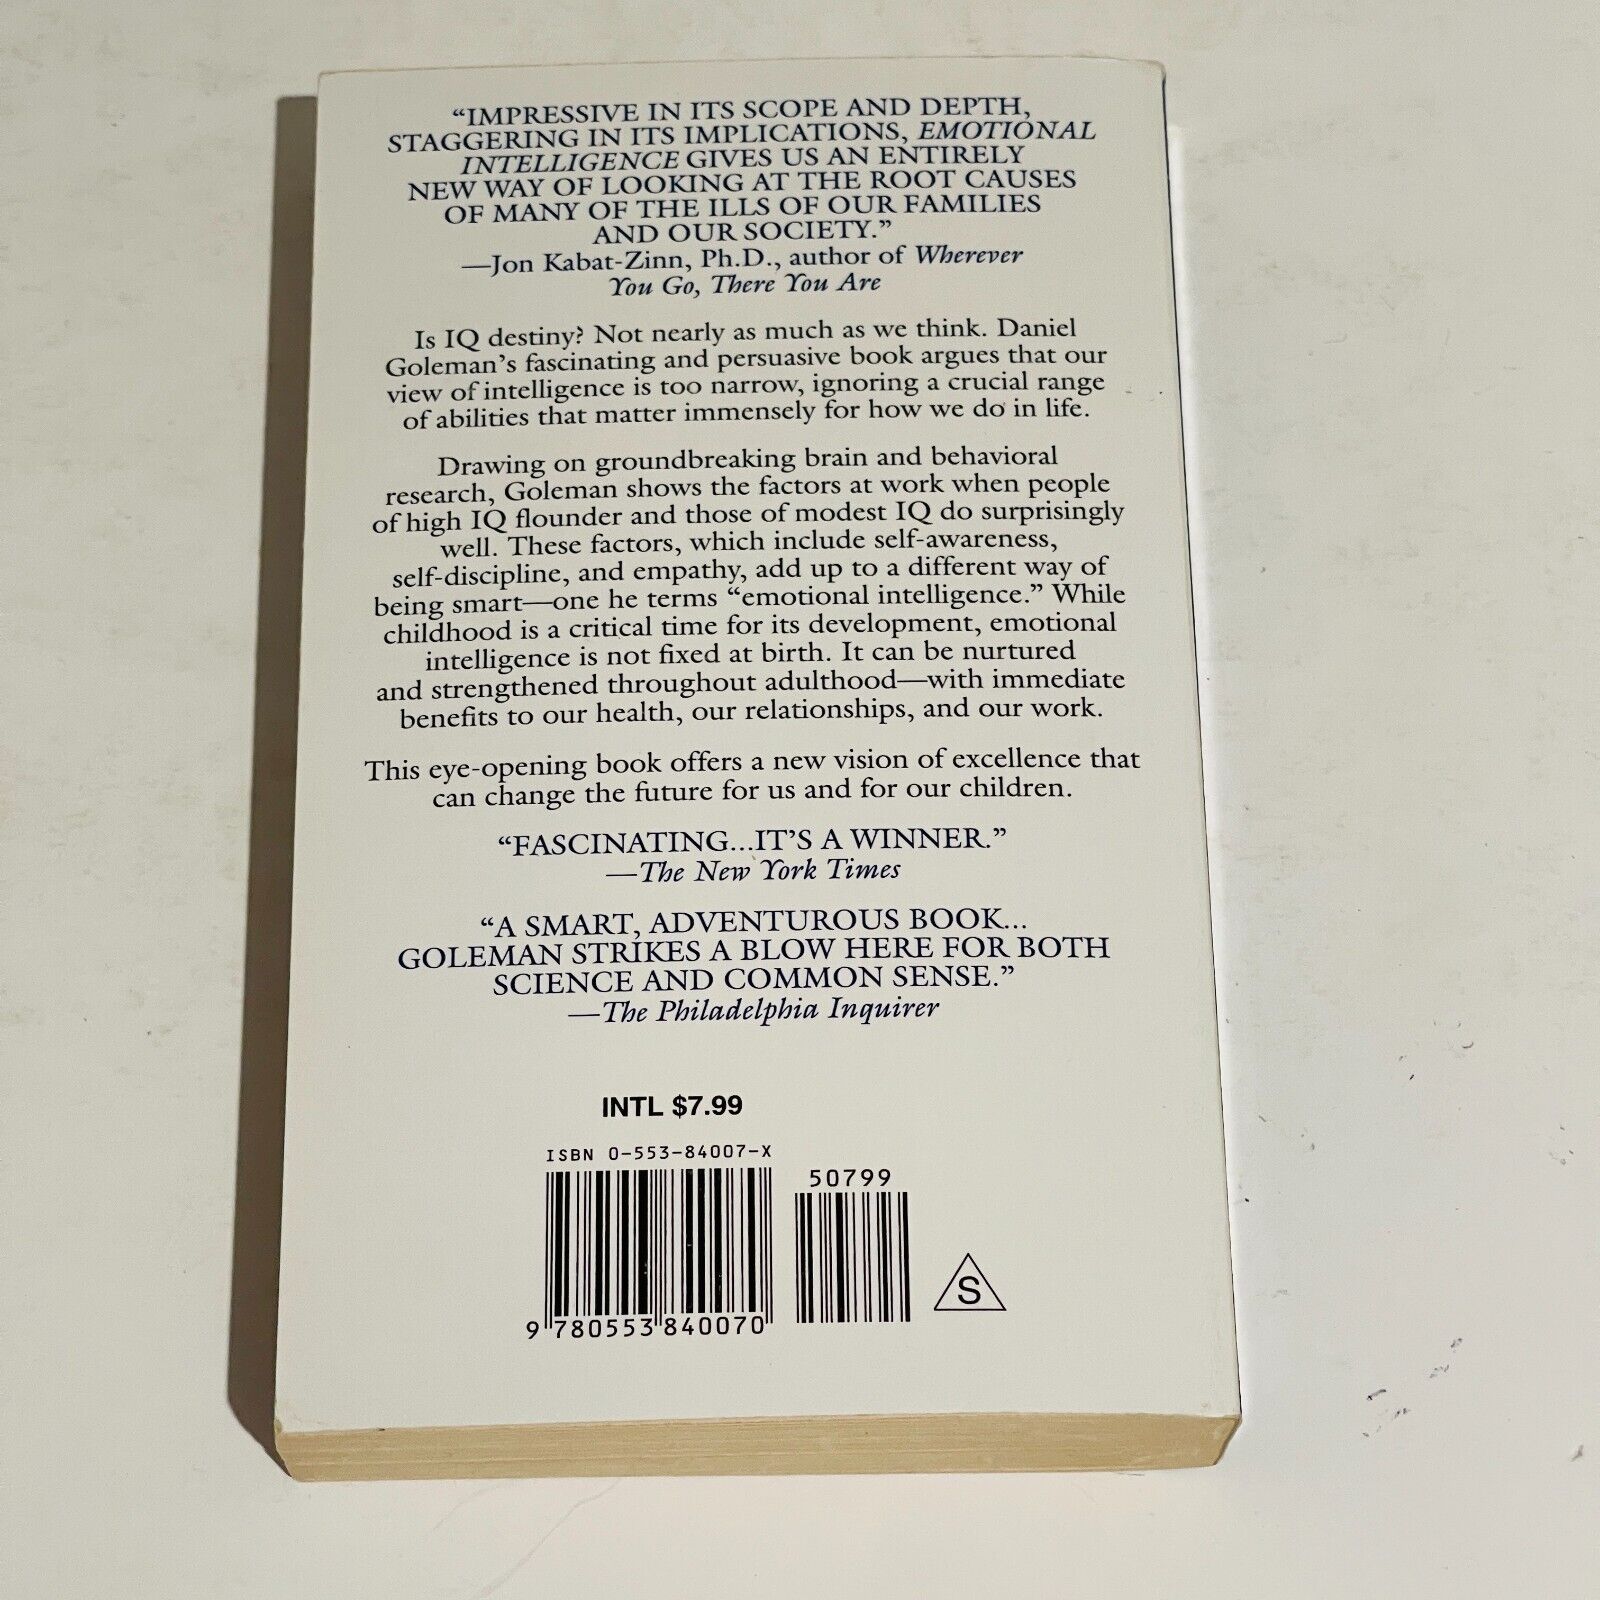 “IMPRESSIVE IN ITS SCOPE AND DEPTH,
STAGGERING IN ITS IMPLICATIONS, EMOTIONAL
INTELLIGENCE GIVES US AN ENTIRELY
NEW WAY OF LOOKING AT THE ROOT CAUSES
OF MANY OF THE ILLS OF OUR FAMILIES
AND OUR SOCIETY.”
—Jon Kabat-Zinn, Ph.D., author of Wherever
You Go, There You Are
Is IQ destiny? Not nearly as much as we think. Daniel
Goleman’s fascinating and persuasive book argues that our
view of intelligence is too narrow, ignoring a crucial range
of abilities that matter immensely for how we do in life.
Drawing on groundbreaking brain and behavioral
research, Goleman shows the factors at work when people
of high IQ flounder and those of modest IQ do surprisingly
well. These factors, which include self-awareness,
self-discipline, and empathy, add up to a different way of
being smart—one he terms “emotional intelligence.” While
childhood is a critical time for its development, emotional
intelligence is not fixed at birth. It can be nurtured
and strengthened throughout adulthood—with immediate
benefits to our health, our relationships, and our work.
This eye-opening book offers a new vision of excellence that
can change the future for us and for our children.
“FASCINATING...IT’S A WINNER.”
—The New York Times
“A SMART, ADVENTUROUS BOOK...
GOLEMAN STRIKES A BLOW HERE FOR BOTH
SCIENCE AND COMMON SENSE.”
—The Philadelphia Inquirer
INTL $7.99
ISBN 0-553-84007-X
50799
9 780553 840070
S